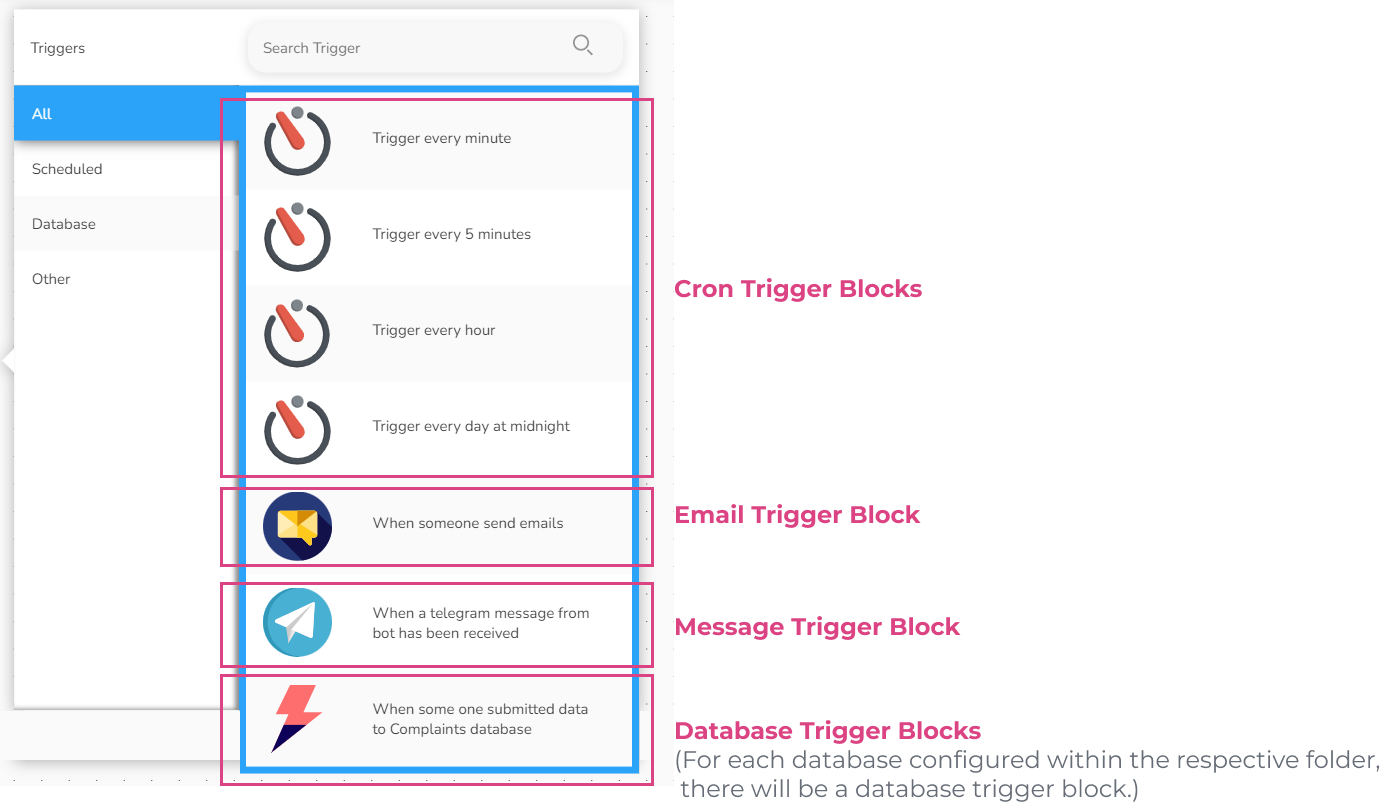 Triggers
Search Trigger
All
Scheduled
Database
Other
Trigger every minute
Trigger every 5 minutes
Trigger every hour
Trigger every day at midnight
When someone send emails
When a telegram message from
bot has been received
When some one submitted data
to Complaints database
Cron Trigger Blocks
Email Trigger Block
Message Trigger Block
Database Trigger Blocks
(For each database configured within the respective folder,
there will be a database trigger block.)